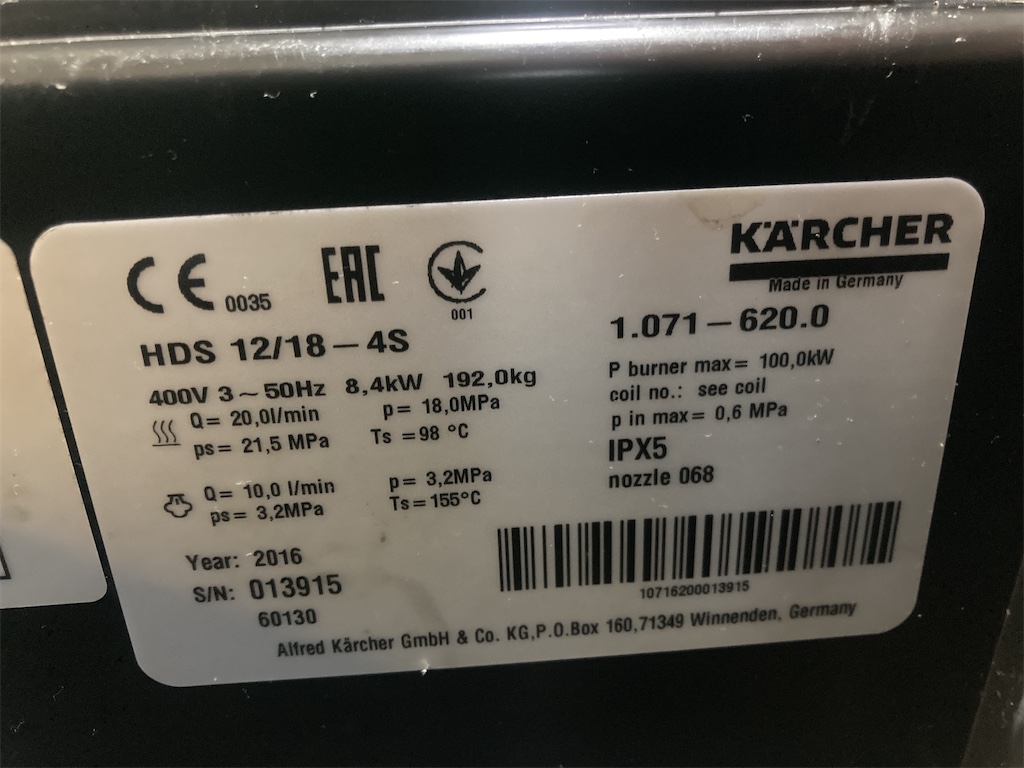 CE 0035 EAC 001
KÄRCHER
Made in Germany
HDS 12/18 – 4S
1.071 – 620.0
400V 3 ~ 50Hz 8,4kW 192,0kg
Q= 20,0l/min p= 18,0MPa
ps= 21,5 MPa Ts =98 °C
Q= 10,0 l/min p= 3,2MPa
ps= 3,2MPa Ts= 155°C
P burner max= 100,0kW
coil no.: see coil
p in max= 0,6 MPa
IPX5
nozzle 068
Year: 2016
S/N: 013915
60130
10716200013915
Alfred Kärcher GmbH & Co. KG,P.O.Box 160,71349 Winnenden, Germany